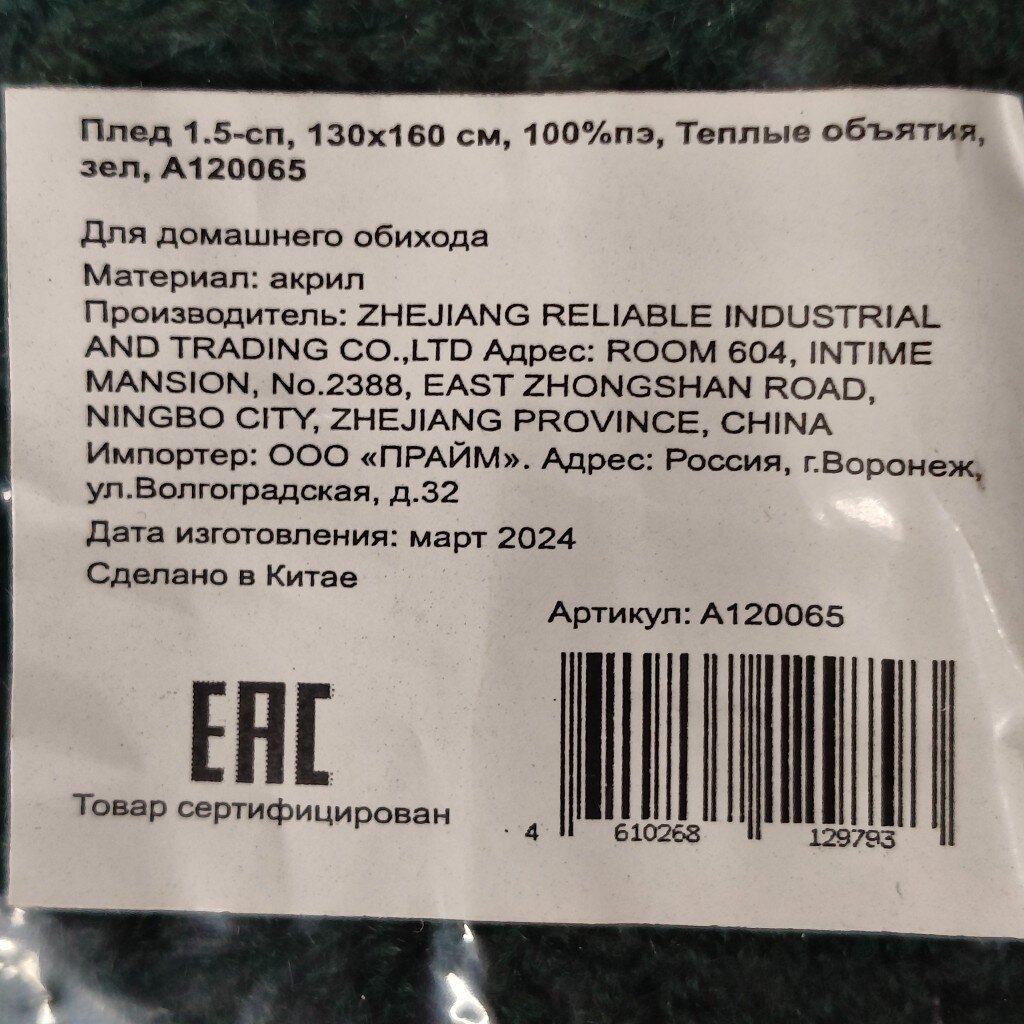 Плед 1.5-сп, 130х160 см, 100%пэ, Теплые объятия,
зел, А120065
Для домашнего обихода
Материал: акрил
Производитель: ZHEJIANG RELIABLE INDUSTRIAL
AND TRADING CO.,LTD Адрес: ROOM 604, INTIME
MANSION, No.2388, EAST ZHONGSHAN ROAD,
NINGBO CITY, ZHEJIANG PROVINCE, CHINA
Импортер: ООО «ПРАЙМ». Адрес: Россия, г.Воронеж,
ул.Волгоградская, д.32
Дата изготовления: март 2024
Сделано в Китае
Артикул: А120065
EAC
Товар сертифицирован
4 610268 129793